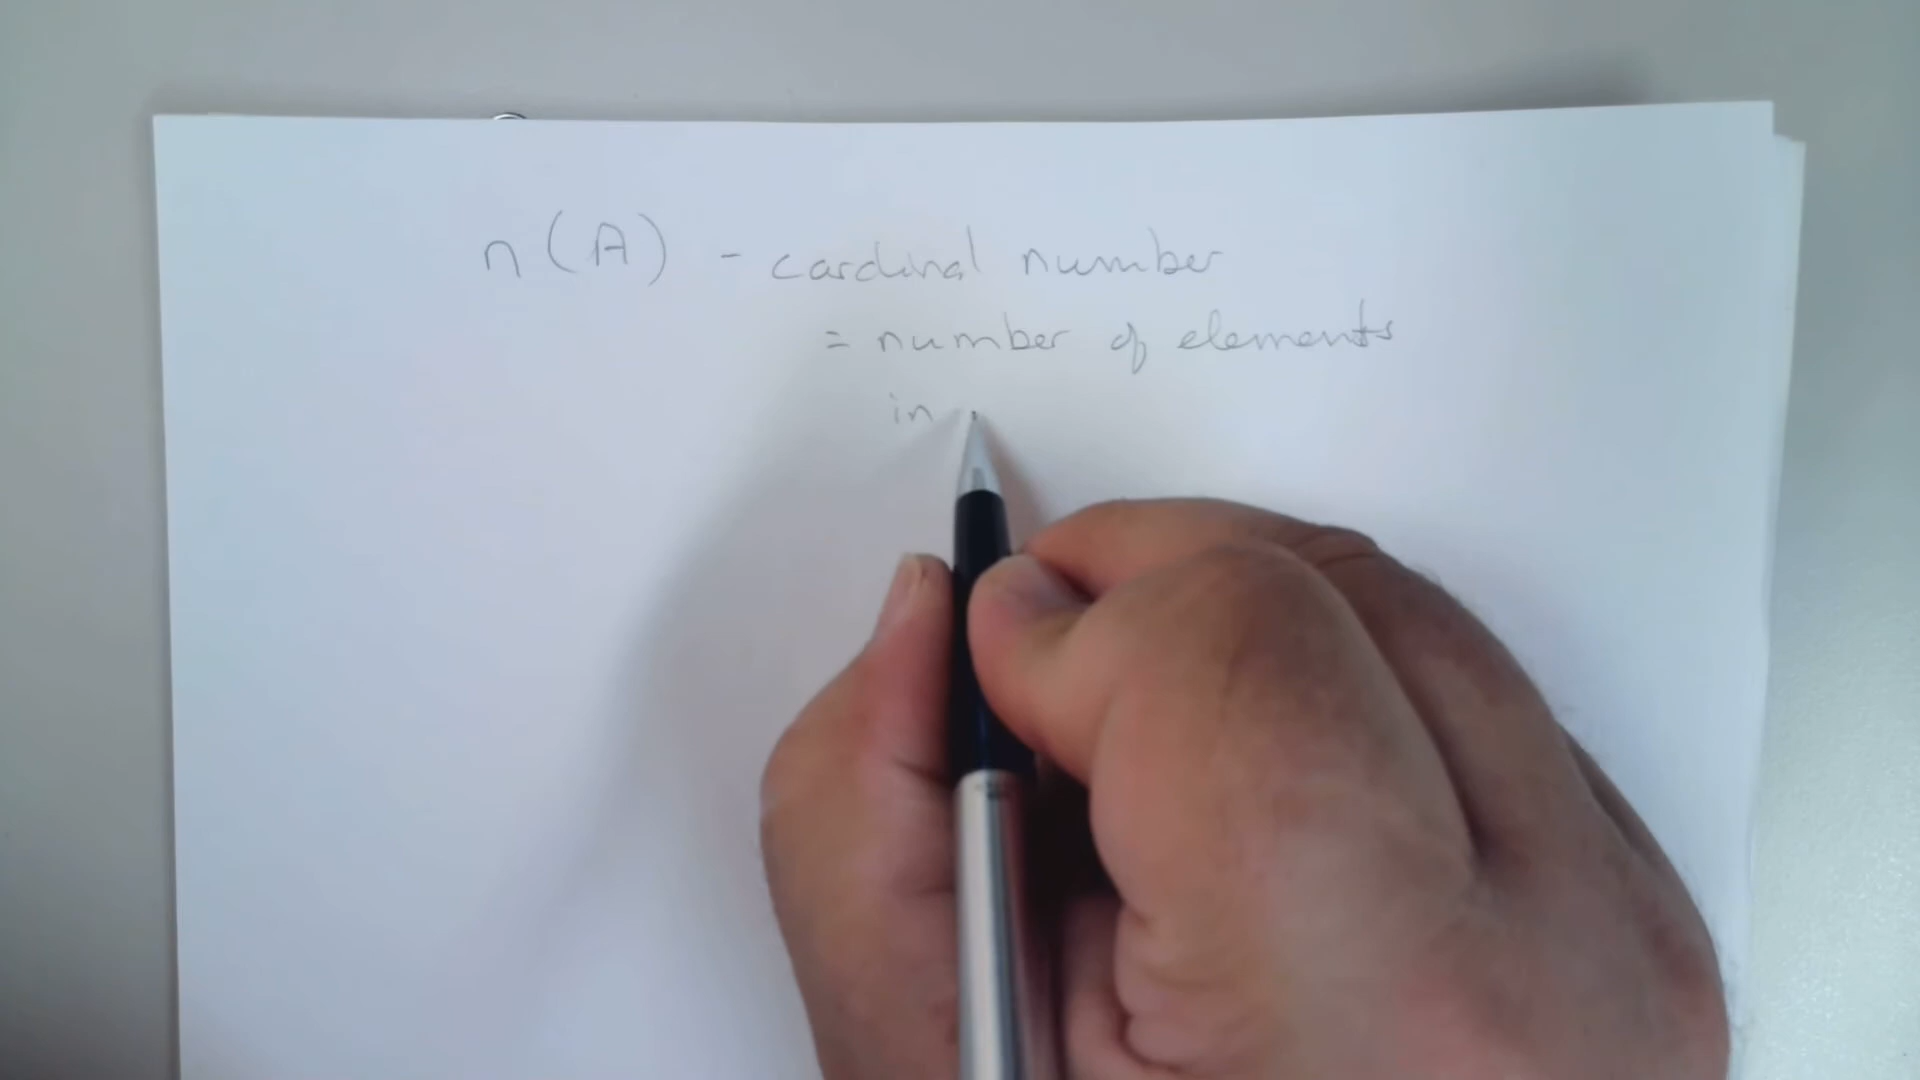 n(A) - cardinal number
= number of elements
in